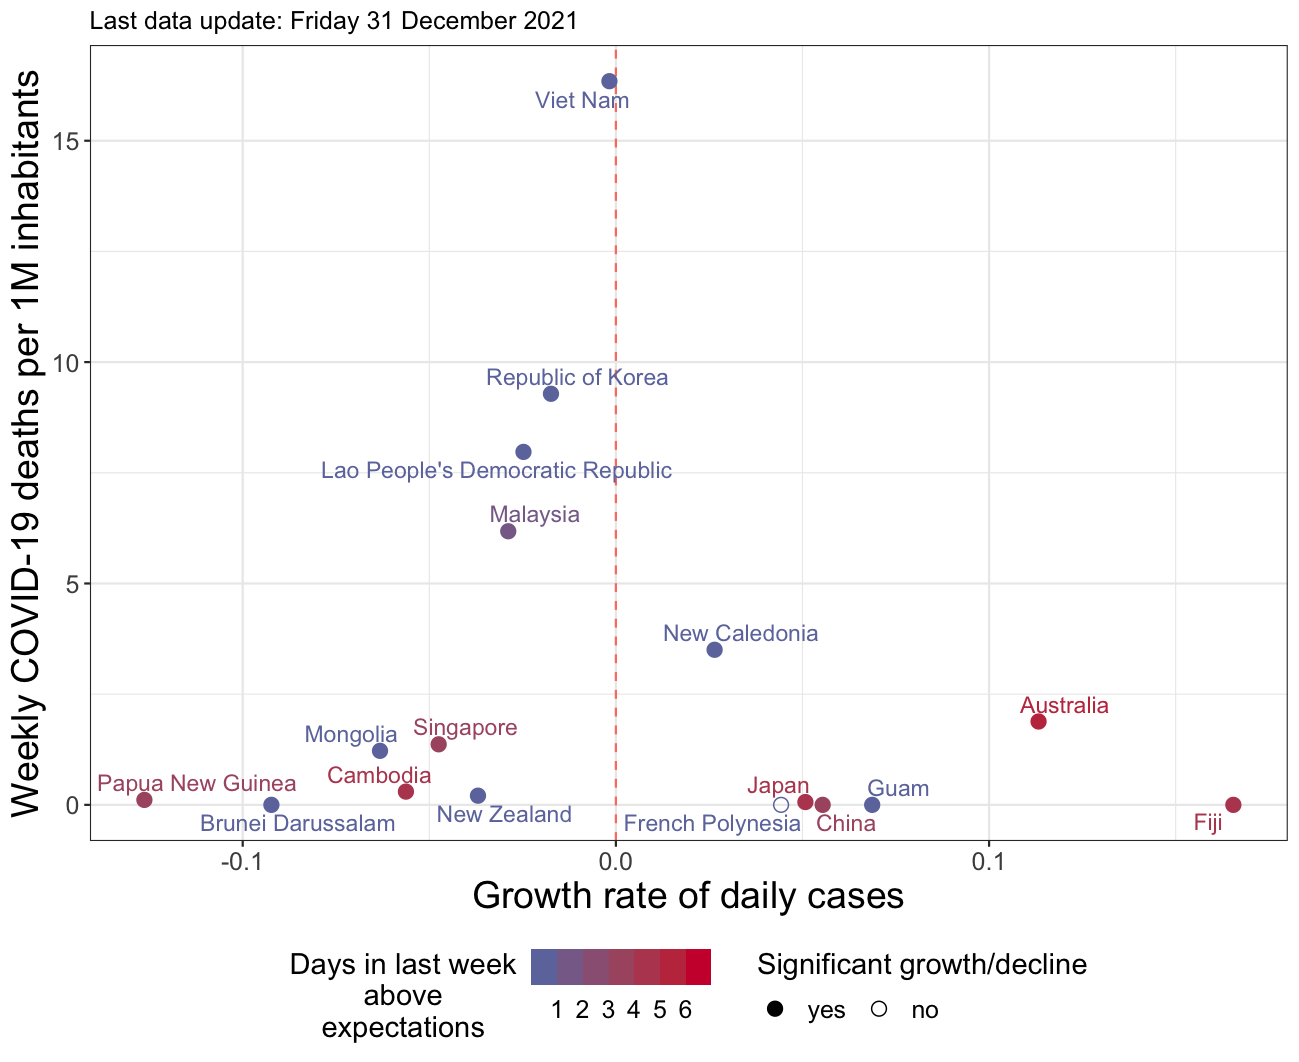 Last data update: Friday 31 December 2021
Weekly COVID-19 deaths per 1M inhabitants
15
10
5
0
Viet Nam
Republic of Korea
Lao People's Democratic Republic
Malaysia
New Caledonia
Australia
Mongolia
Singapore
Papua New Guinea
Cambodia
Japan
Guam
Brunei Darussalam
New Zealand
French Polynesia
China
Fiji
-0.1
0.0
0.1
Growth rate of daily cases
Days in last week
above
expectations
1 2 3 4 5 6
Significant growth/decline
yes
no